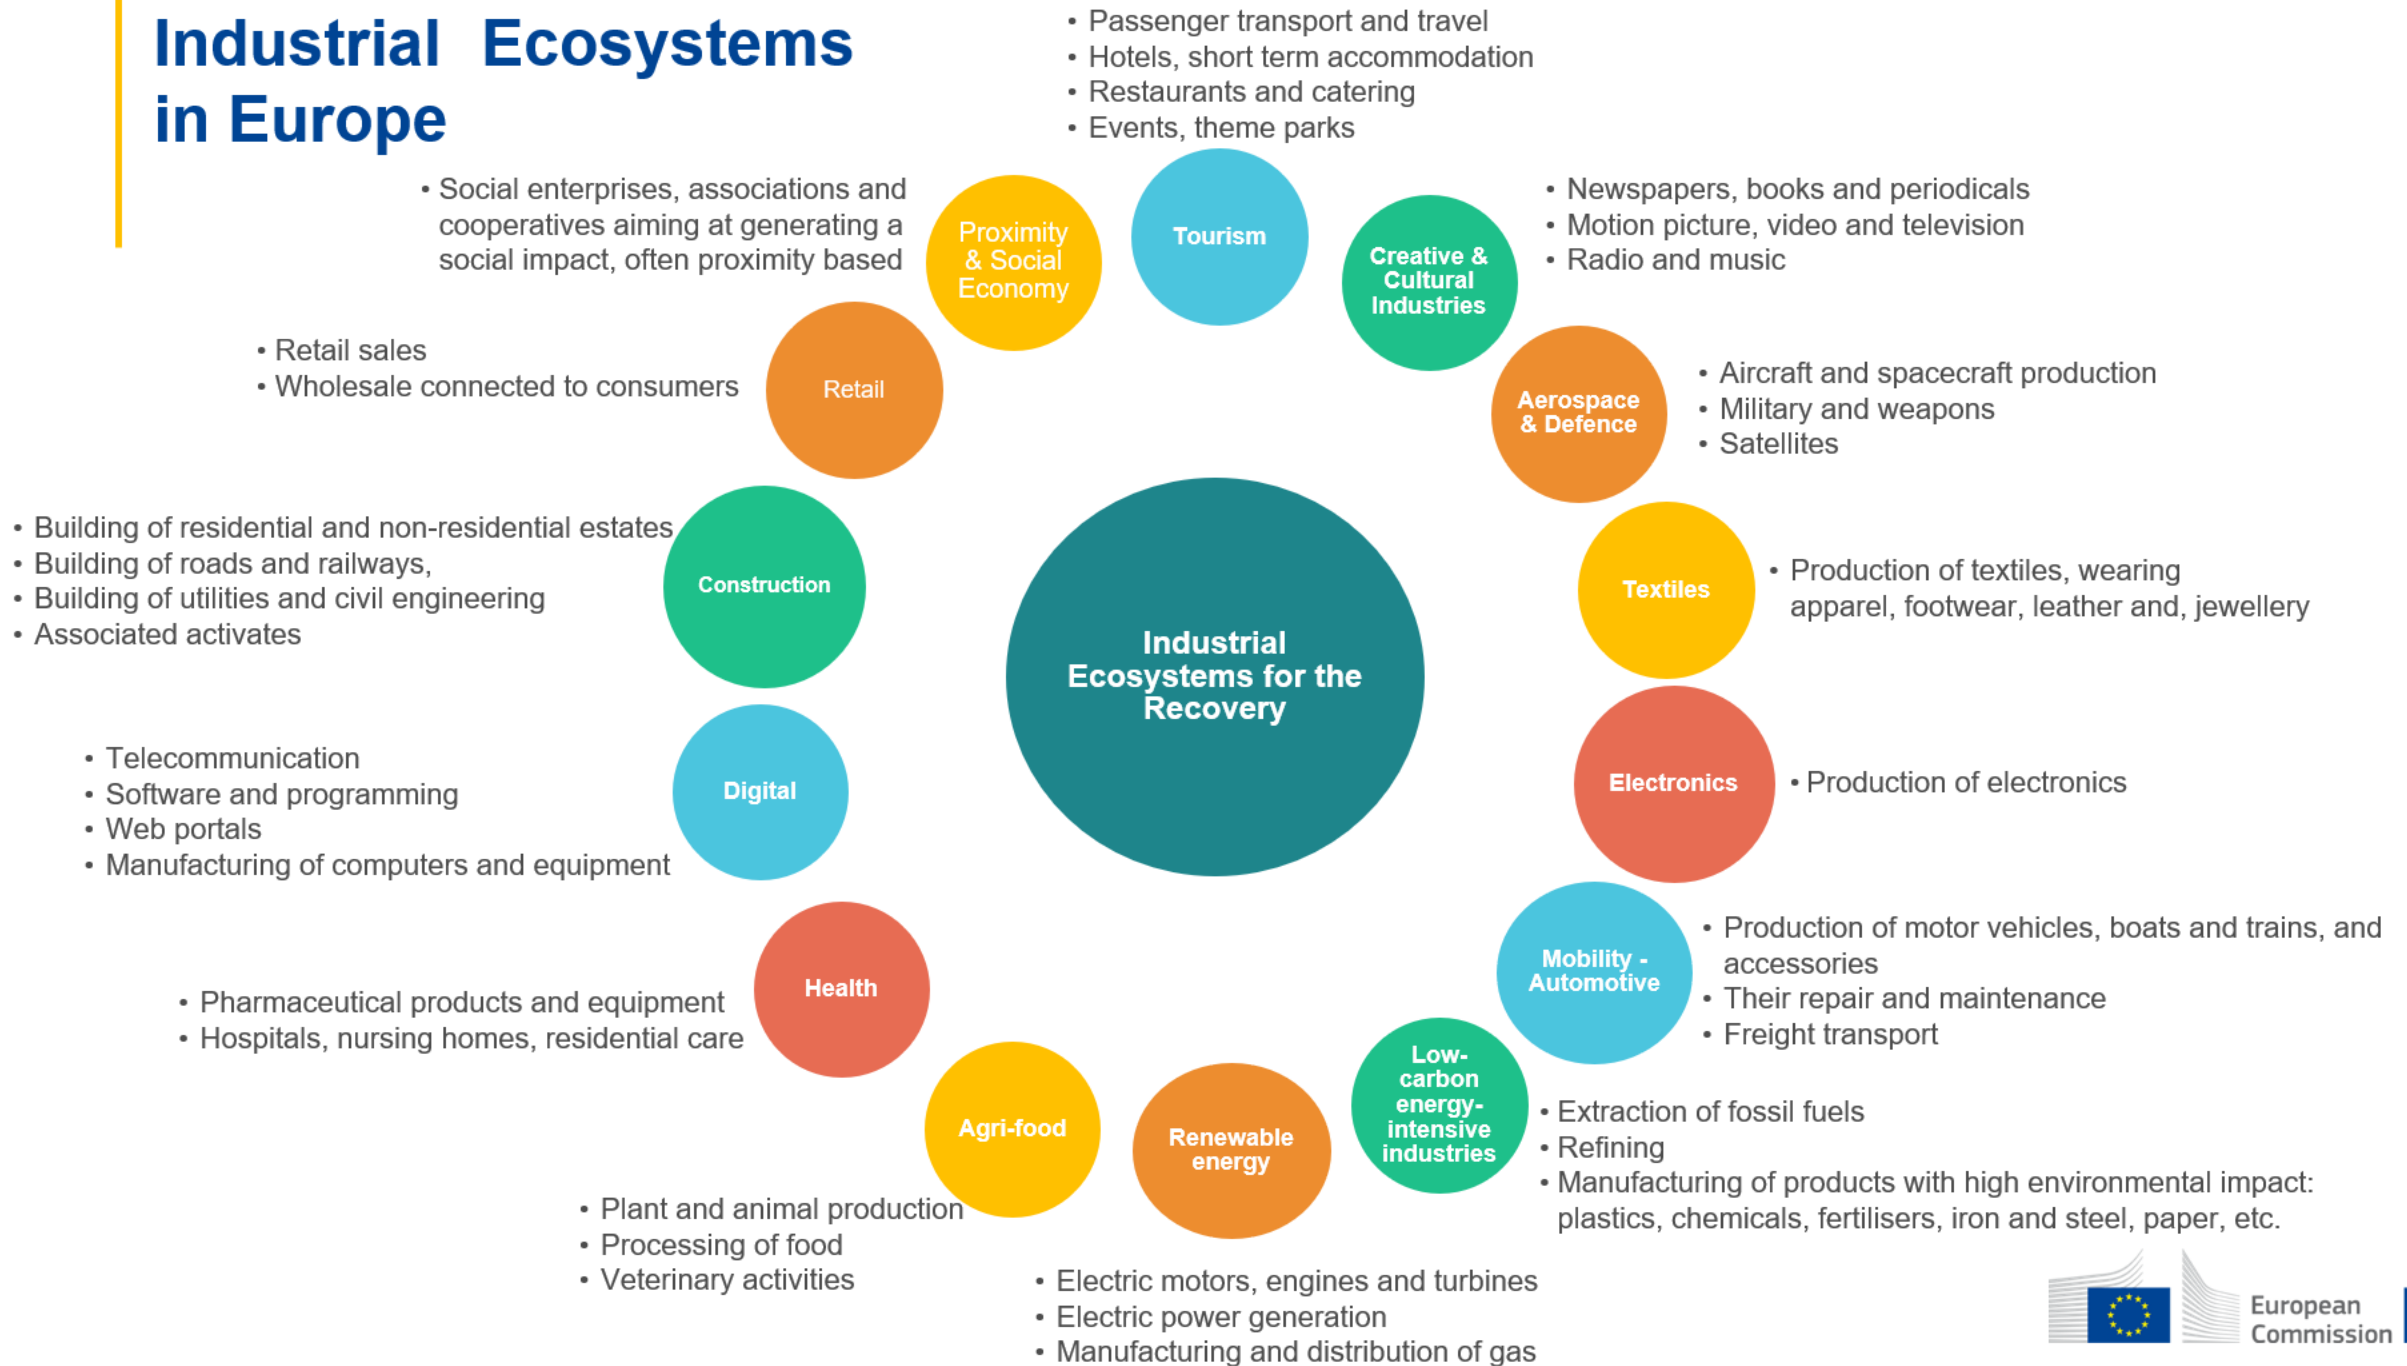 Industrial Ecosystems
in Europe
• Passenger transport and travel
• Hotels, short term accommodation
• Restaurants and catering
• Events, theme parks
Tourism
• Newspapers, books and periodicals
• Motion picture, video and television
• Radio and music
Creative &
Cultural
Industries
• Aircraft and spacecraft production
• Military and weapons
• Satellites
Aerospace
& Defence
• Production of textiles, wearing
apparel, footwear, leather and, jewellery
Textiles
• Production of electronics
Electronics
• Production of motor vehicles, boats and trains, and
accessories
• Their repair and maintenance
• Freight transport
Mobility -
Automotive
• Extraction of fossil fuels
• Refining
• Manufacturing of products with high environmental impact:
plastics, chemicals, fertilisers, iron and steel, paper, etc.
Low-
carbon
energy-
intensive
industries
• Electric motors, engines and turbines
• Electric power generation
• Manufacturing and distribution of gas
Renewable
energy
• Plant and animal production
• Processing of food
• Veterinary activities
Agri-food
• Pharmaceutical products and equipment
• Hospitals, nursing homes, residential care
Health
• Telecommunication
• Software and programming
• Web portals
• Manufacturing of computers and equipment
Digital
• Building of residential and non-residential estates
• Building of roads and railways,
• Building of utilities and civil engineering
• Associated activates
Construction
• Retail sales
• Wholesale connected to consumers
Retail
• Social enterprises, associations and
cooperatives aiming at generating a
social impact, often proximity based
Proximity
& Social
Economy
Industrial
Ecosystems for the
Recovery
European
Commission